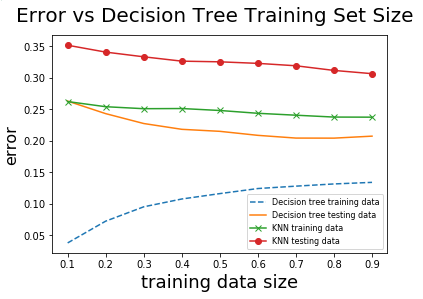 Error vs Decision Tree Training Set Size
error
0.35
0.30
0.25
0.20
0.15
0.10
0.05
0.1 0.2 0.3 0.4 0.5 0.6 0.7 0.8 0.9
training data size
Decision tree training data
Decision tree testing data
KNN training data
KNN testing data